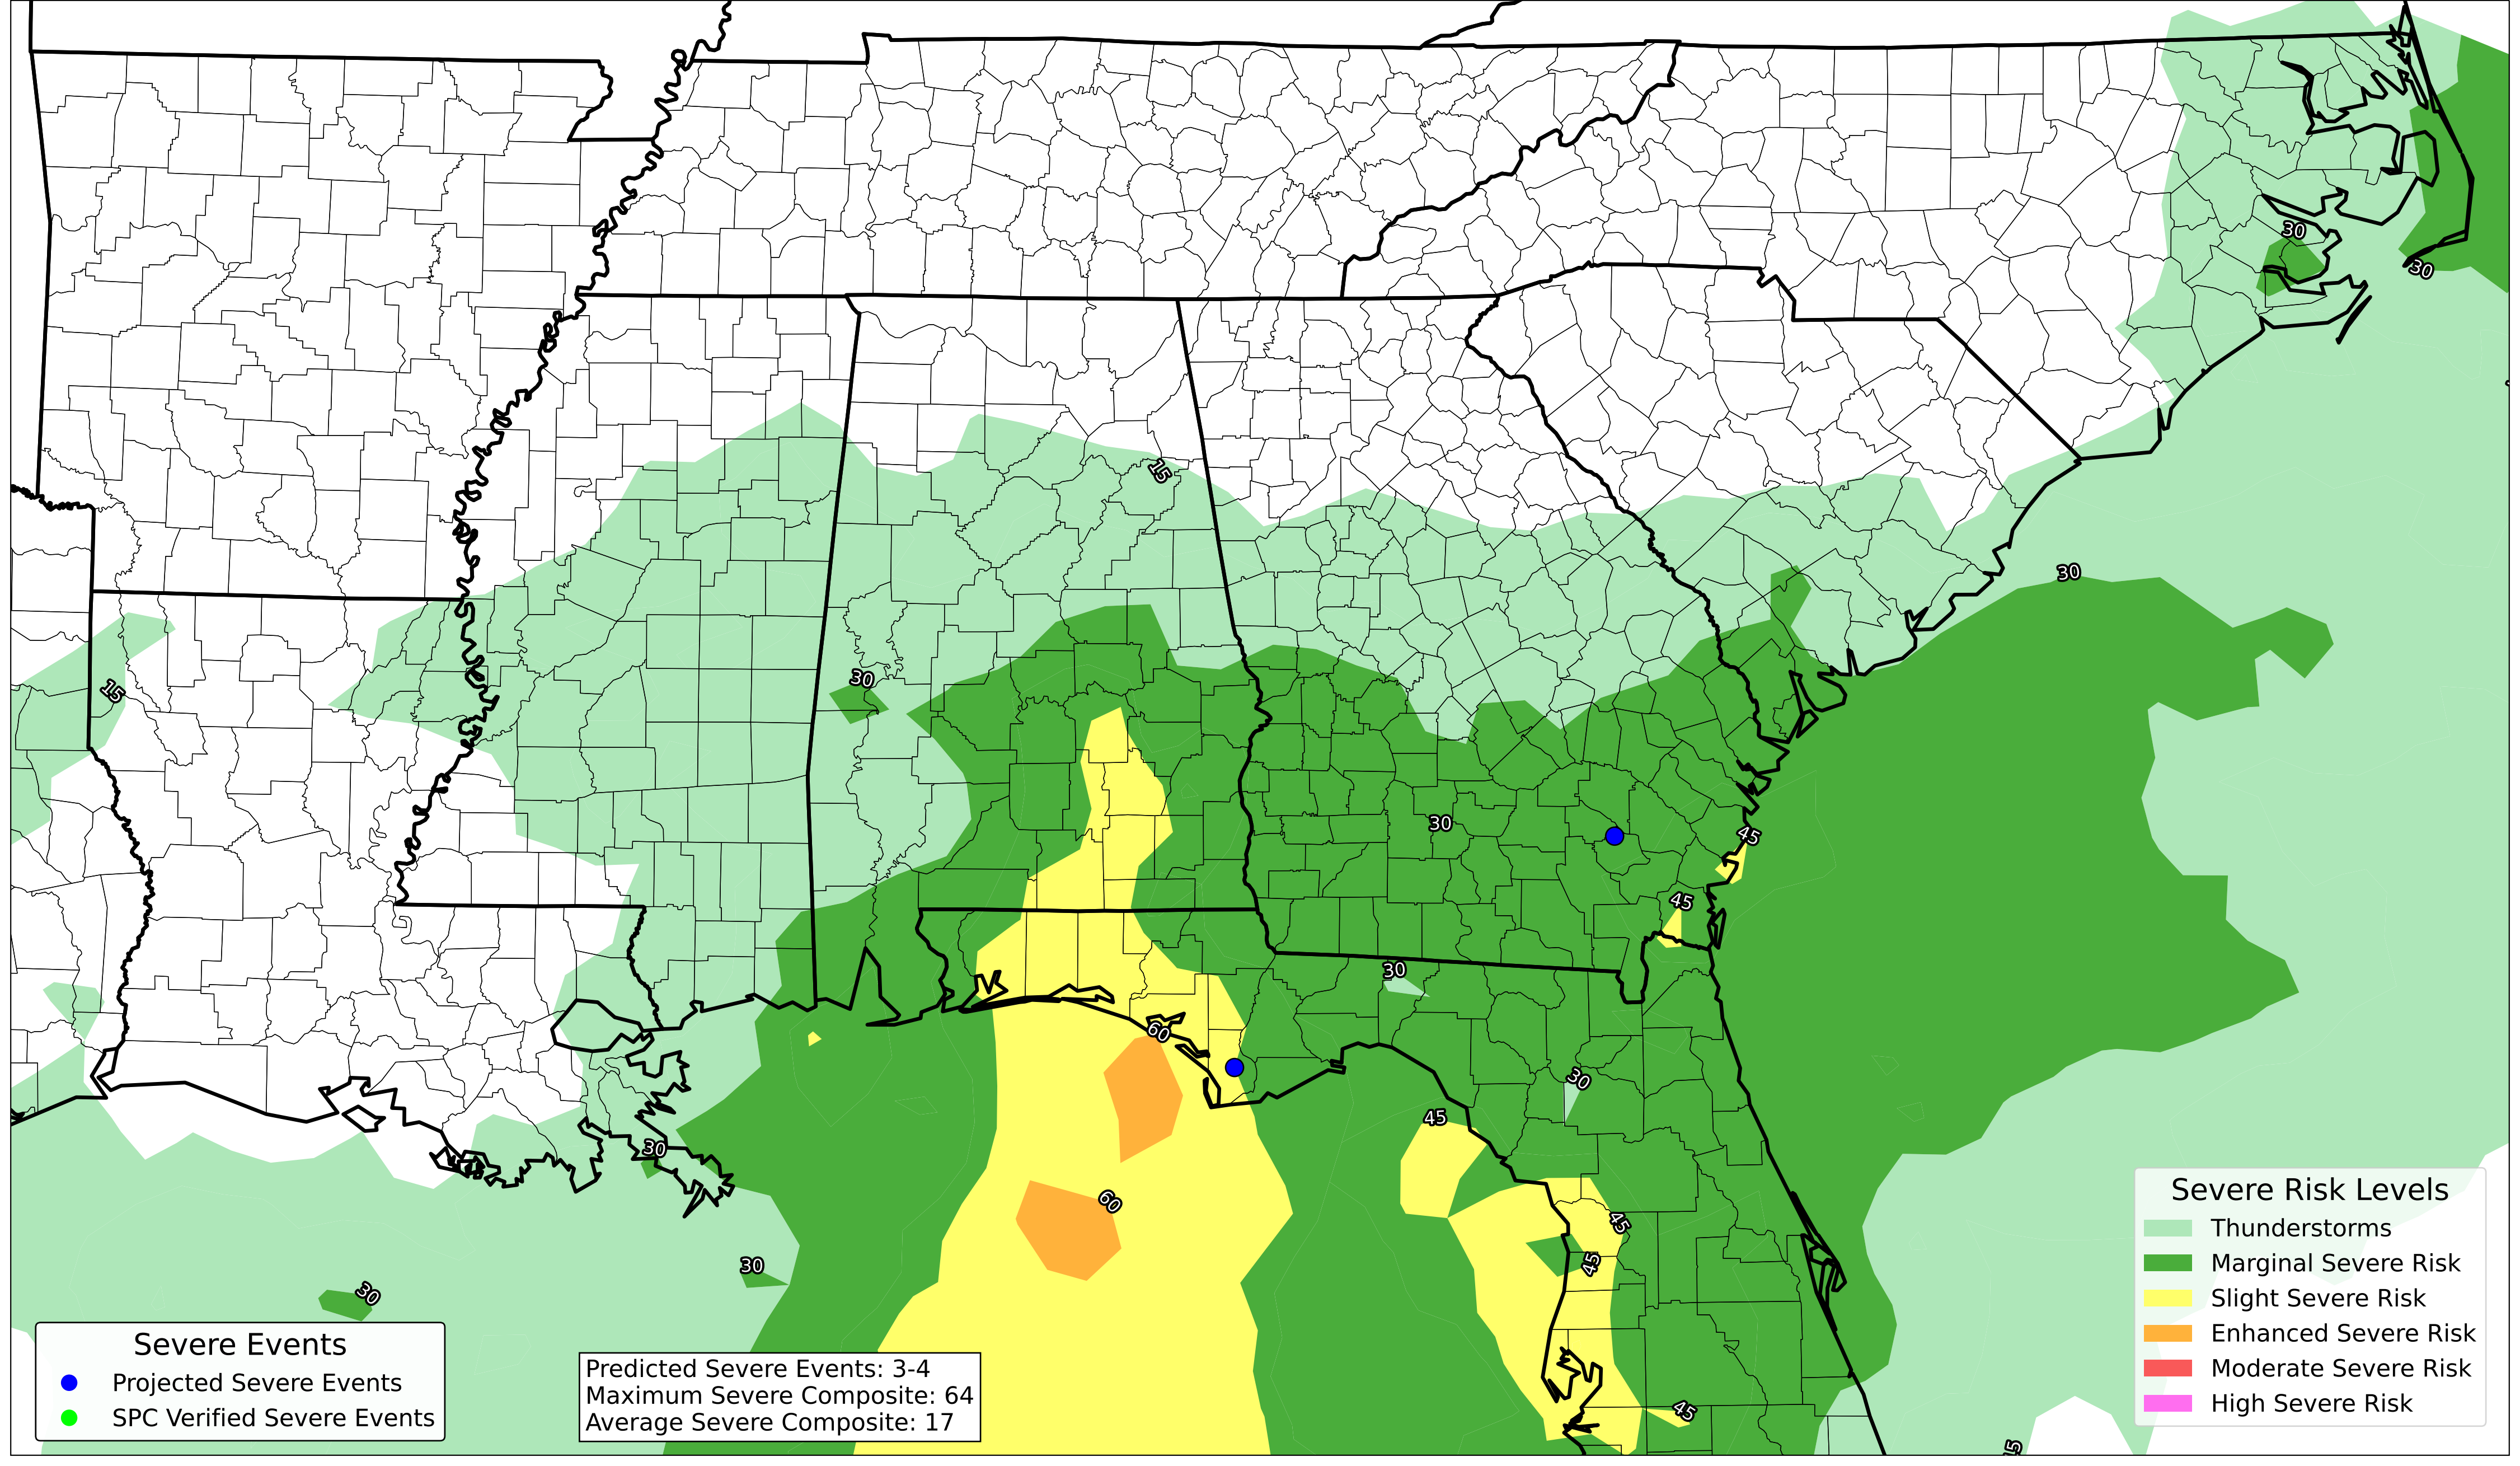 30
30
15
30
30
15
30
45
45
30
60
30
45
30
60
45
45
30
30
45
Severe Risk Levels
Thunderstorms
Marginal Severe Risk
Slight Severe Risk
Enhanced Severe Risk
Moderate Severe Risk
High Severe Risk
Severe Events
Projected Severe Events
SPC Verified Severe Events
Predicted Severe Events: 3-4
Maximum Severe Composite: 64
Average Severe Composite: 17